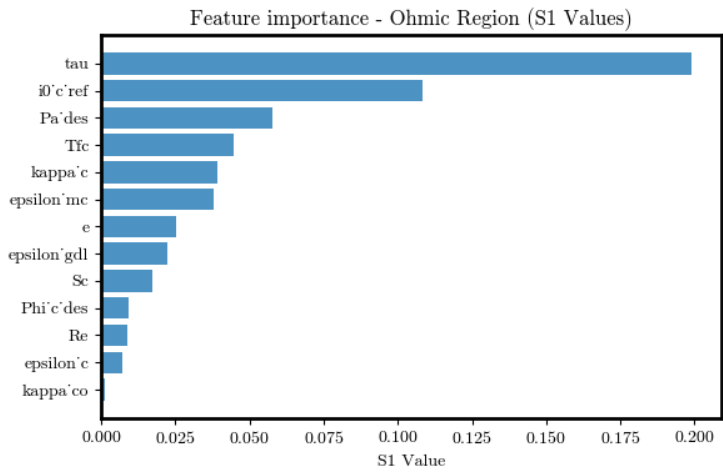 Feature importance - Ohmic Region (S1 Values)
tau
i0˙c˙ref
Pa˙des
Tfc
kappa˙c
epsilon˙mc
e
epsilon˙gdl
Sc
Phi˙c˙des
Re
epsilon˙c
kappa˙co
0.000 0.025 0.050 0.075 0.100 0.125 0.150 0.175 0.200
S1 Value